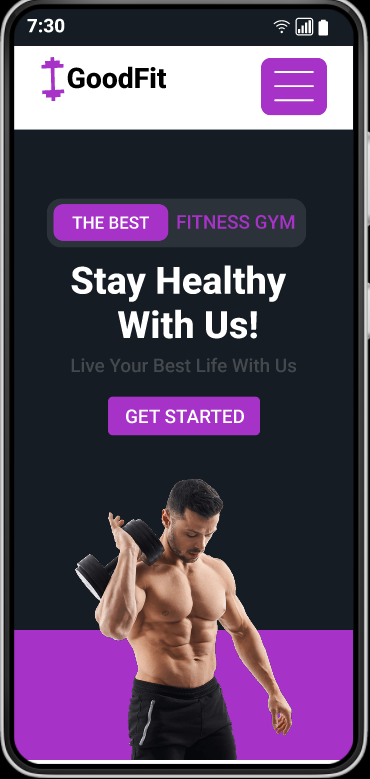 7:30
GoodFit
THE BEST FITNESS GYM
Stay Healthy
With Us!
Live Your Best Life With Us
GET STARTED